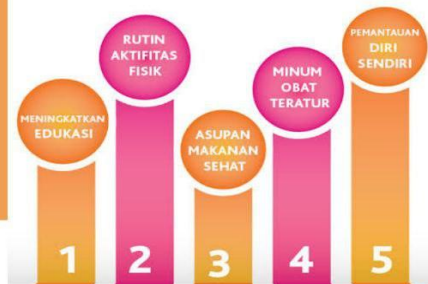 MENINGKATKAN
EDUKASI
1
RUTIN
AKTIFITAS
FISIK
2
ASUPAN
MAKANAN
SEHAT
3
MINUM
OBAT
TERATUR
4
PEMANTAUAN
DIRI
SENDIRI
5